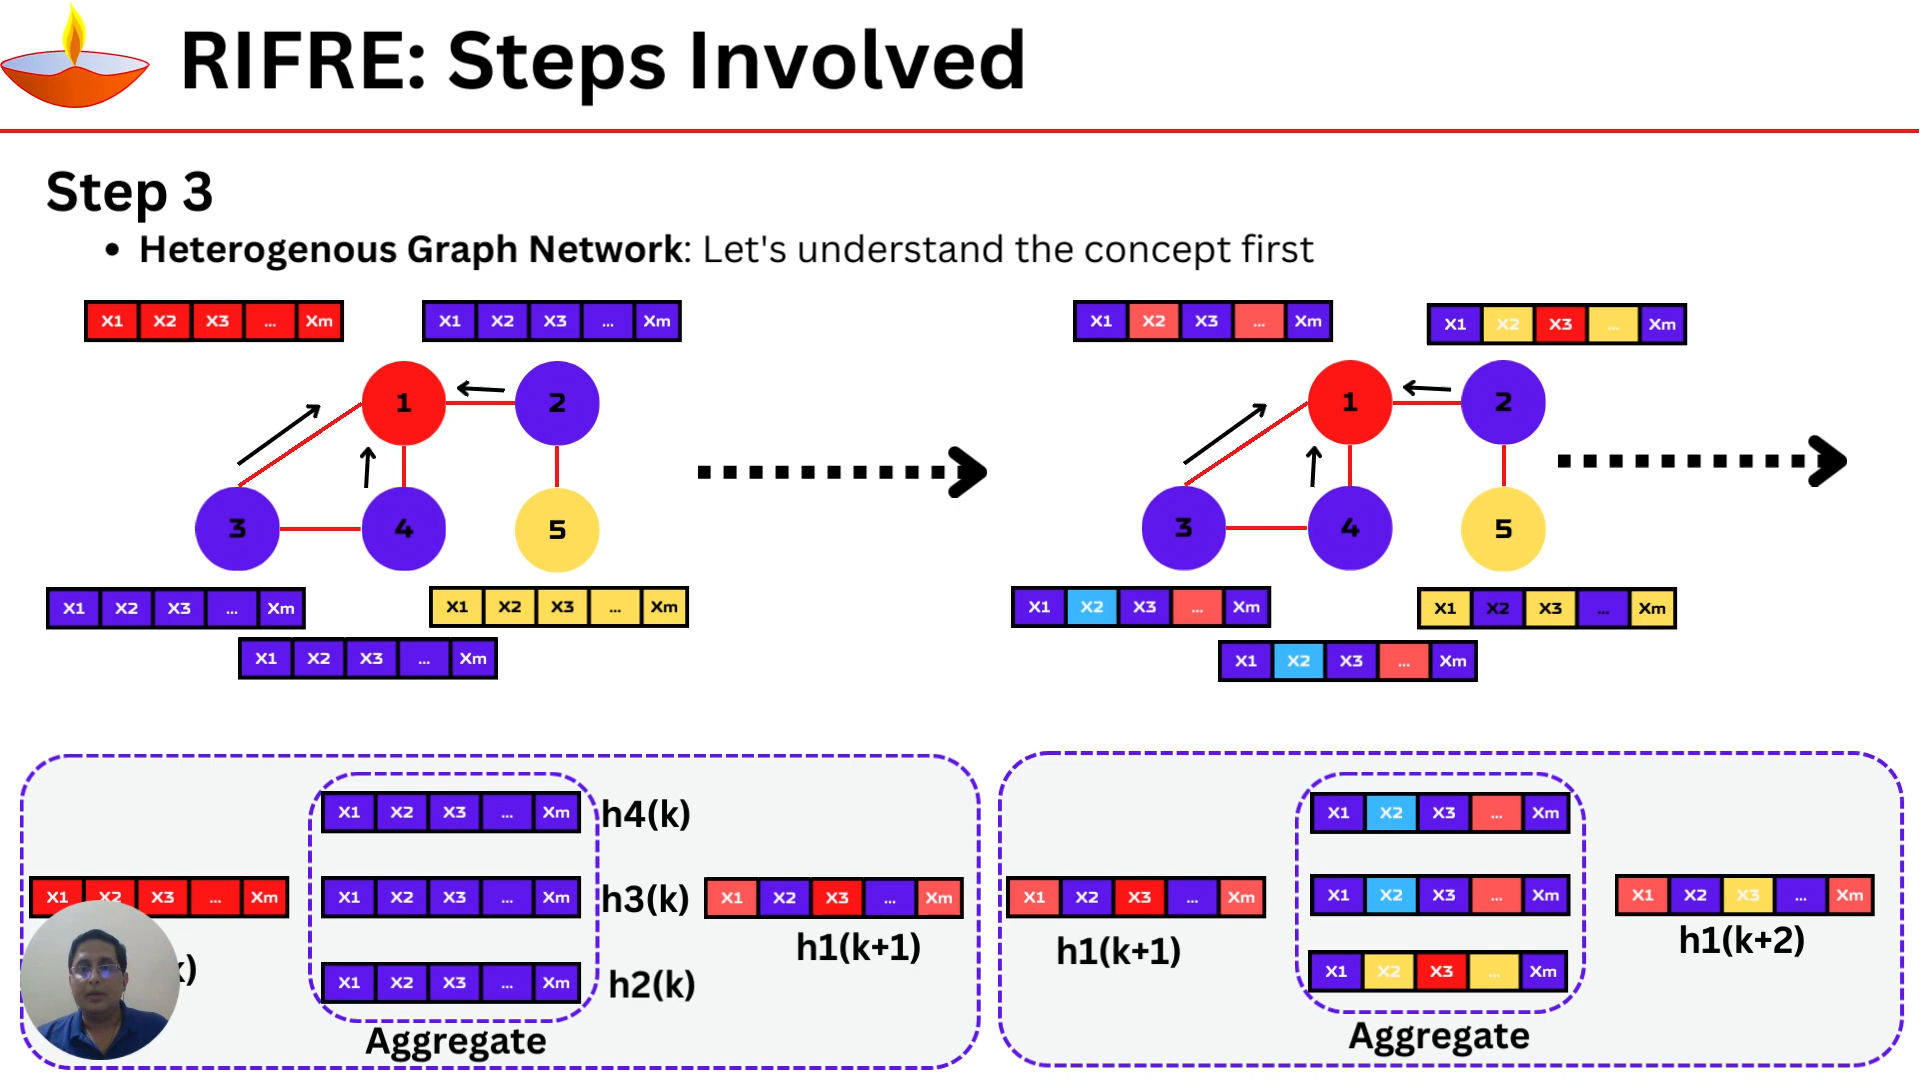 RIFRE: Steps Involved
Step 3
• Heterogenous Graph Network: Let's understand the concept first
X1 X2 X3 ... Xm
X1 X2 X3 ... Xm
X1 X2 X3 ... Xm
X1 X2 X3 ... Xm
1
2
1
2
3
4
5
3
4
5
X1 X2 X3 ... Xm
X1 X2 X3 ... Xm
X1 X2 X3 ... Xm
X1 X2 X3 ... Xm
X1 X2 X3 ... Xm
X1 X2 X3 ... Xm
X1 X2 X3 ... Xm
h4(k)
X1 X2 X3 ... Xm
X1 X2 X3 ... Xm
h3(k)
X1 X2 X3 ... Xm
h1(k+1)
X1 X2 X3 ... Xm
h2(k)
Aggregate
X1 X2 X3 ... Xm
X1 X2 X3 ... Xm
h1(k+1)
X1 X2 X3 ... Xm
X1 X2 X3 ... Xm
X1 X2 X3 ... Xm
h1(k+2)
Aggregate